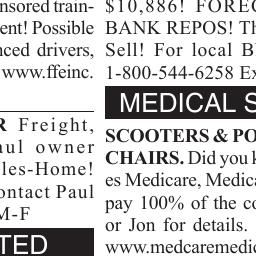 nsored train-
ent! Possible
nced drivers,
www.ffeinc.
R Freight,
aul owner
les-Home!
ontact Paul
M-F
TED
$10,886! FOREC
BANK REPOS! Th
Sell! For local B
1-800-544-6258 Ex
MEDICAL S
SCOOTERS & PO
CHAIRS. Did you k
es Medicare, Medica
pay 100% of the co
or Jon for details.
www.medcaremedic